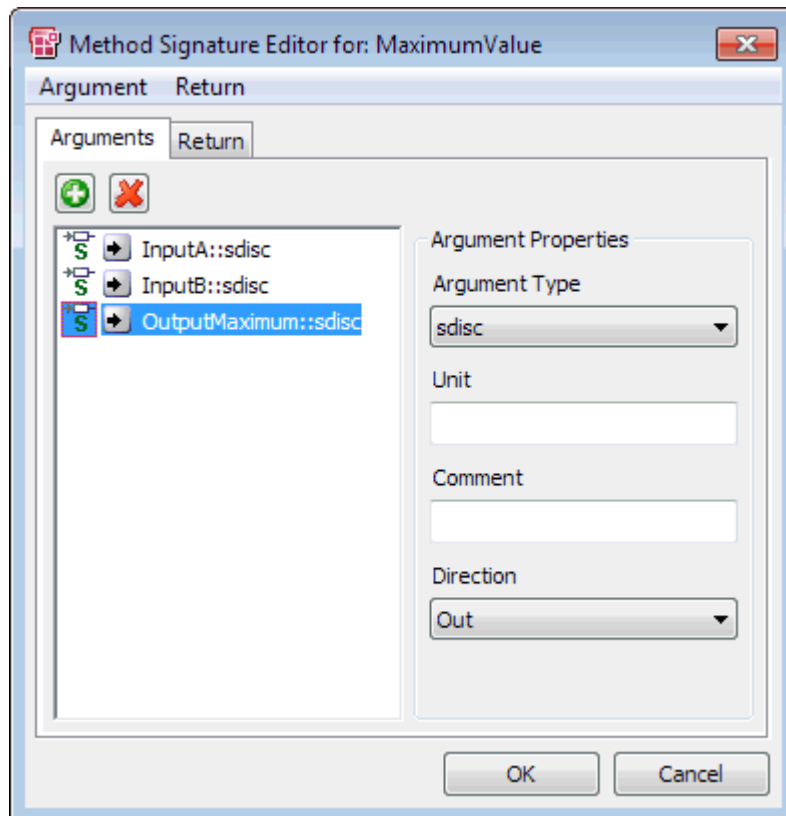 Method Signature Editor for: MaximumValue
Argument Return
Arguments Return
InputA::sdisc
InputB::sdisc
OutputMaximum::sdisc
Argument Properties
Argument Type
sdisc
Unit
Comment
Direction
Out
OK Cancel